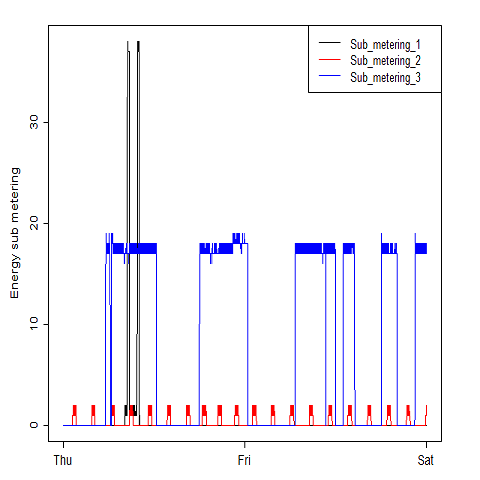 Sub_metering_1
Sub_metering_2
Sub_metering_3
Energy sub metering
30
20
10
0
Thu Fri Sat